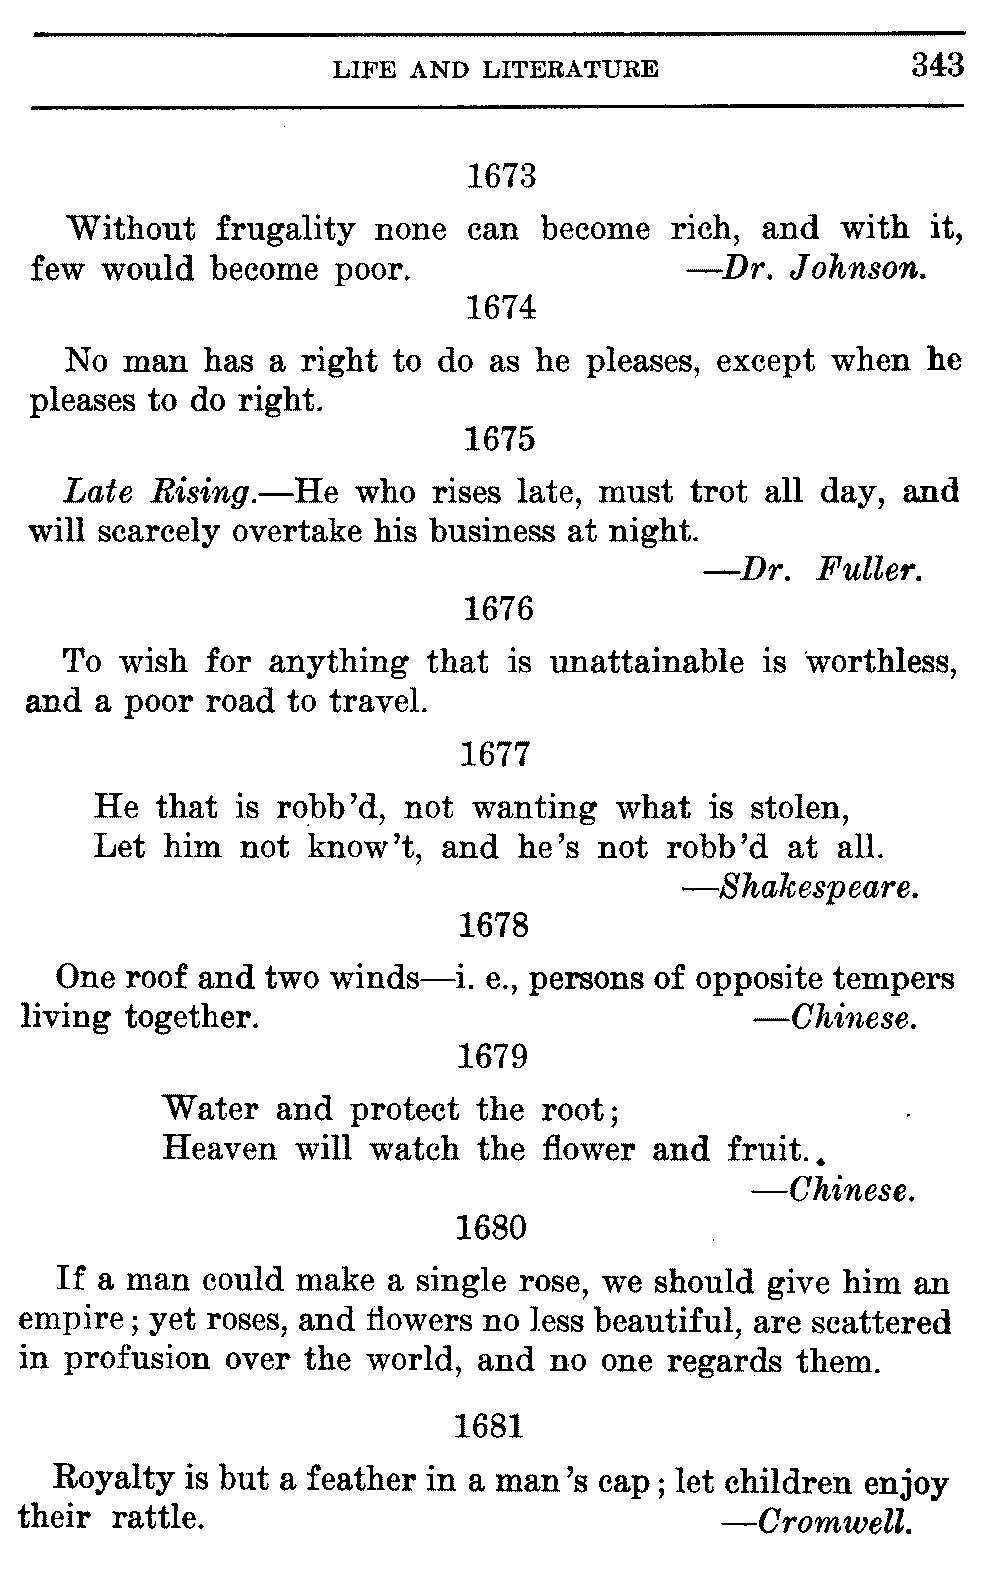 LIFE AND LITERATURE 343
1673
Without frugality none can become rich, and with it,
few would become poor. —Dr. Johnson.
1674
No man has a right to do as he pleases, except when he
pleases to do right.
1675
Late Rising.—He who rises late, must trot all day, and
will scarcely overtake his business at night.
—Dr. Fuller.
1676
To wish for anything that is unattainable is worthless,
and a poor road to travel.
1677
He that is robb'd, not wanting what is stolen,
Let him not know't, and he's not robb'd at all.
—Shakespeare.
1678
One roof and two winds—i. e., persons of opposite tempers
living together. —Chinese.
1679
Water and protect the root;
Heaven will watch the flower and fruit.
—Chinese.
1680
If a man could make a single rose, we should give him an
empire; yet roses, and flowers no less beautiful, are scattered
in profusion over the world, and no one regards them.
1681
Royalty is but a feather in a man's cap; let children enjoy
their rattle. —Cromwell.